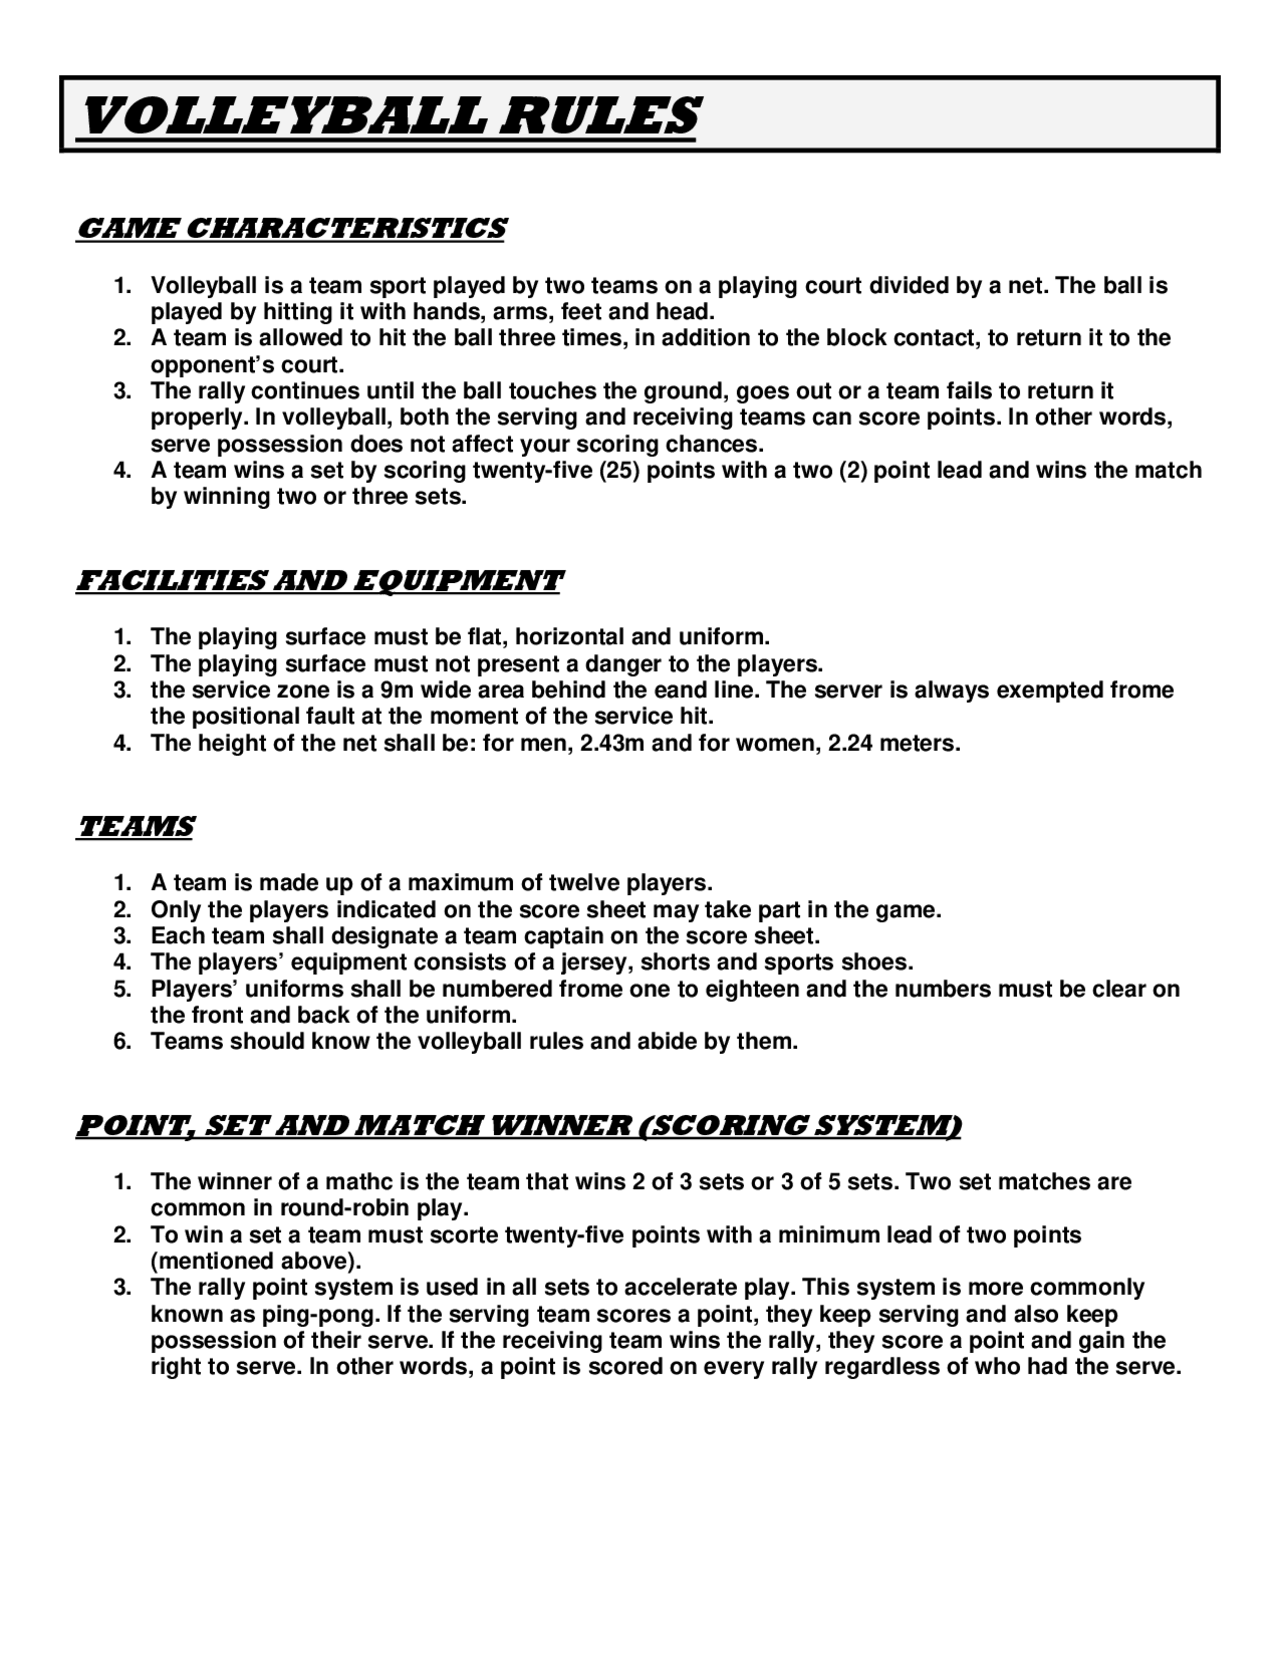 VOLLEYBALL RULES
GAME CHARACTERISTICS
1. Volleyball is a team sport played by two teams on a playing court divided by a net. The ball is
played by hitting it with hands, arms, feet and head.
2. A team is allowed to hit the ball three times, in addition to the block contact, to return it to the
opponent’s court.
3. The rally continues until the ball touches the ground, goes out or a team fails to return it
properly. In volleyball, both the serving and receiving teams can score points. In other words,
serve possession does not affect your scoring chances.
4. A team wins a set by scoring twenty-five (25) points with a two (2) point lead and wins the match
by winning two or three sets.
FACILITIES AND EQUIPMENT
1. The playing surface must be flat, horizontal and uniform.
2. The playing surface must not present a danger to the players.
3. the service zone is a 9m wide area behind the eand line. The server is always exempted frome
the positional fault at the moment of the service hit.
4. The height of the net shall be: for men, 2.43m and for women, 2.24 meters.
TEAMS
1. A team is made up of a maximum of twelve players.
2. Only the players indicated on the score sheet may take part in the game.
3. Each team shall designate a team captain on the score sheet.
4. The players’ equipment consists of a jersey, shorts and sports shoes.
5. Players’ uniforms shall be numbered frome one to eighteen and the numbers must be clear on
the front and back of the uniform.
6. Teams should know the volleyball rules and abide by them.
POINT, SET AND MATCH WINNER (SCORING SYSTEM)
1. The winner of a mathc is the team that wins 2 of 3 sets or 3 of 5 sets. Two set matches are
common in round-robin play.
2. To win a set a team must scorte twenty-five points with a minimum lead of two points
(mentioned above).
3. The rally point system is used in all sets to accelerate play. This system is more commonly
known as ping-pong. If the serving team scores a point, they keep serving and also keep
possession of their serve. If the receiving team wins the rally, they score a point and gain the
right to serve. In other words, a point is scored on every rally regardless of who had the serve.